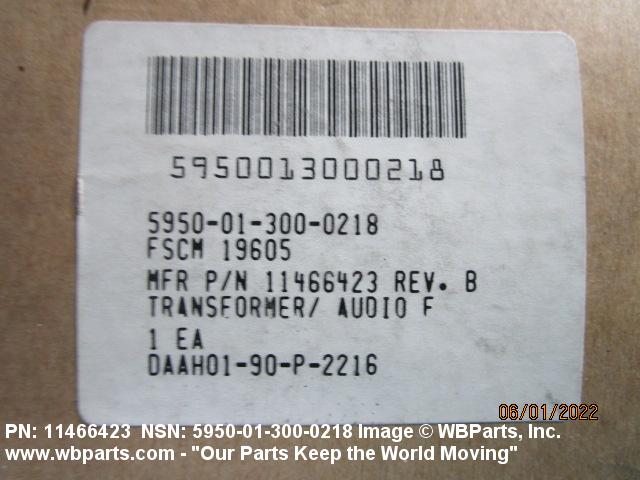 5950013000218
5950-01-300-0218
FSCM 19605
MFR P/N 11466423 REV. B
TRANSFORMER/ AUDIO F
1 EA
DAAH01-90-P-2216
06/01/2022
PN: 11466423 NSN: 5950-01-300-0218 Image © WBParts, Inc.
www.wbparts.com - "Our Parts Keep the World Moving"